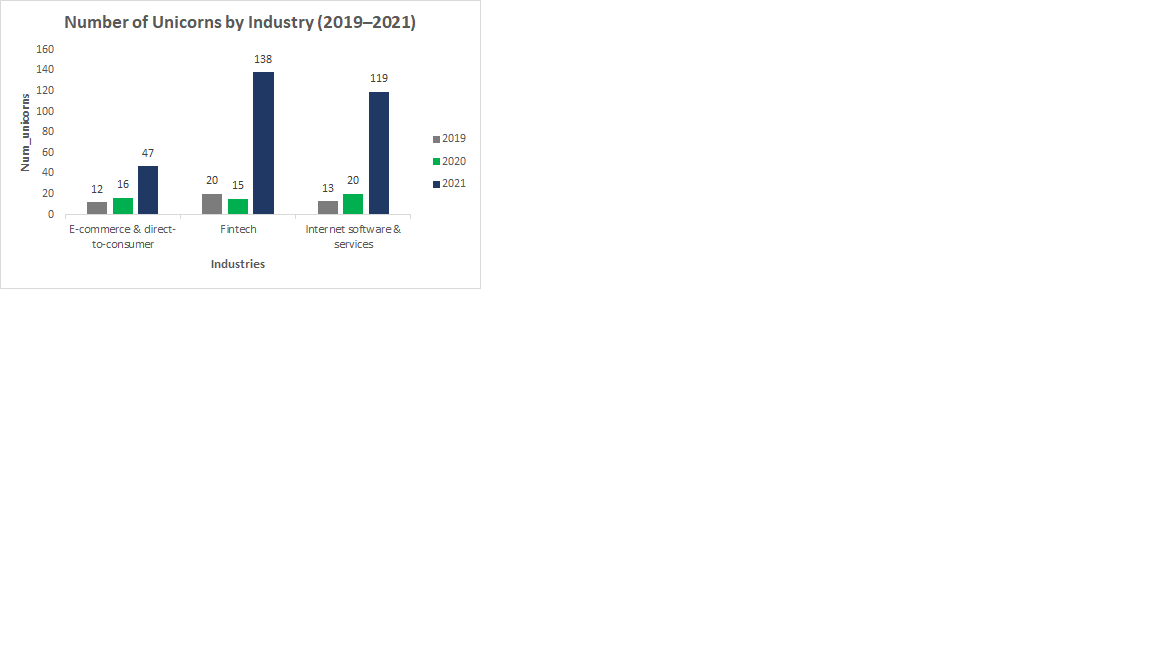 Number of Unicorns by Industry (2019–2021)
Num_unicorns
160
140
120
100
80
60
40
20
0
12
16
47
20
15
138
13
20
119
E-commerce & direct-
to-consumer
Fintech
Internet software &
services
Industries
2019
2020
2021